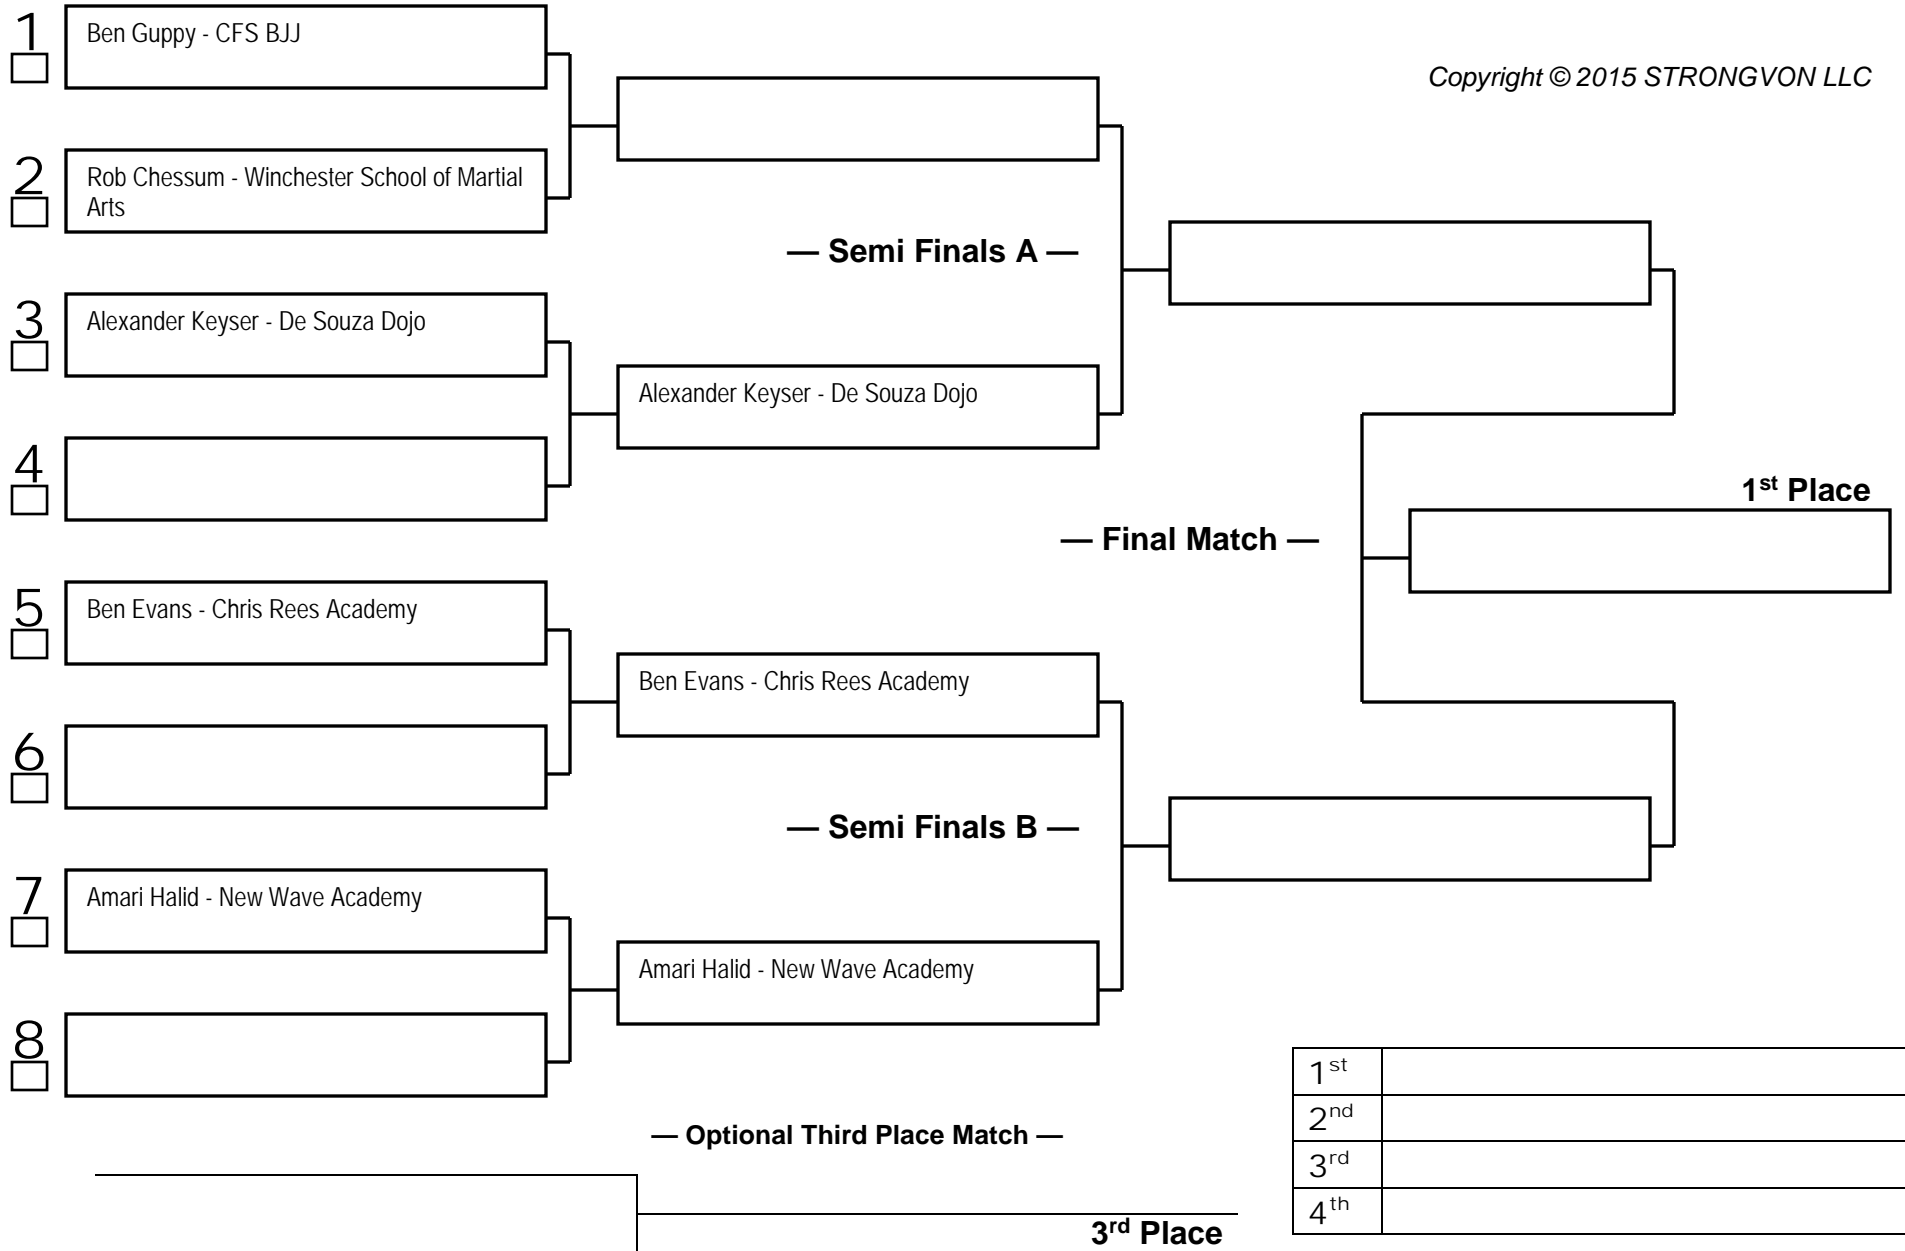 1
Ben Guppy - CFS BJJ
Copyright © 2015 STRONGVON LLC
2
Rob Chessum - Winchester School of Martial
Arts
— Semi Finals A —
3
Alexander Keyser - De Souza Dojo
Alexander Keyser - De Souza Dojo
4
1st Place
— Final Match —
5
Ben Evans - Chris Rees Academy
Ben Evans - Chris Rees Academy
6
— Semi Finals B —
7
Amari Halid - New Wave Academy
Amari Halid - New Wave Academy
8
— Optional Third Place Match —
3rd Place
1st
2nd
3rd
4th